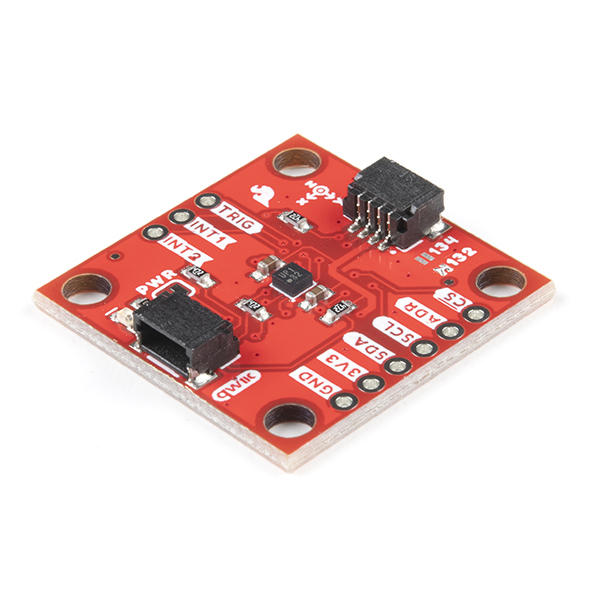 TRIG
INT1
INT2
PWR
134
132
CS
ADR
SCL
SDA
3V3
GND
qwiic